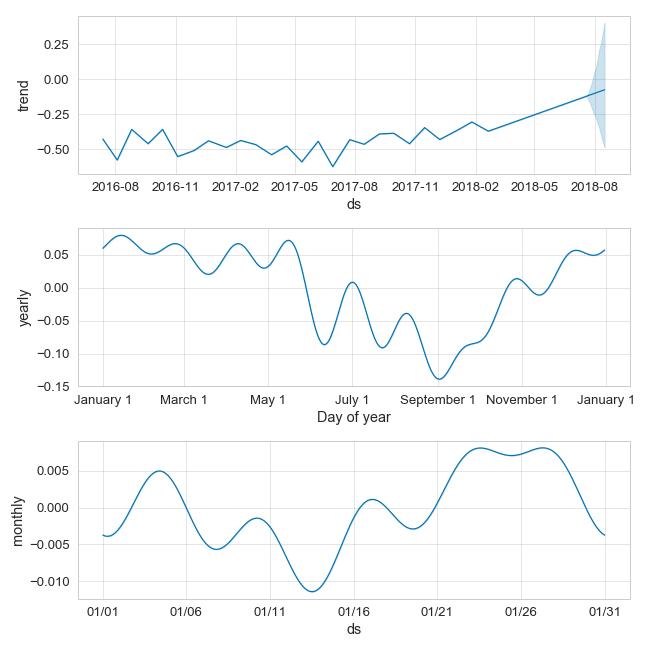 trend
0.25
0.00
−0.25
−0.50
2016-08 2016-11 2017-02 2017-05 2017-08 2017-11 2018-02 2018-05 2018-08
ds
yearly
0.05
0.00
−0.05
−0.10
−0.15
January 1 March 1 May 1 July 1 September 1 November 1 January 1
Day of year
monthly
0.005
0.000
−0.005
−0.010
01/01 01/06 01/11 01/16 01/21 01/26 01/31
ds